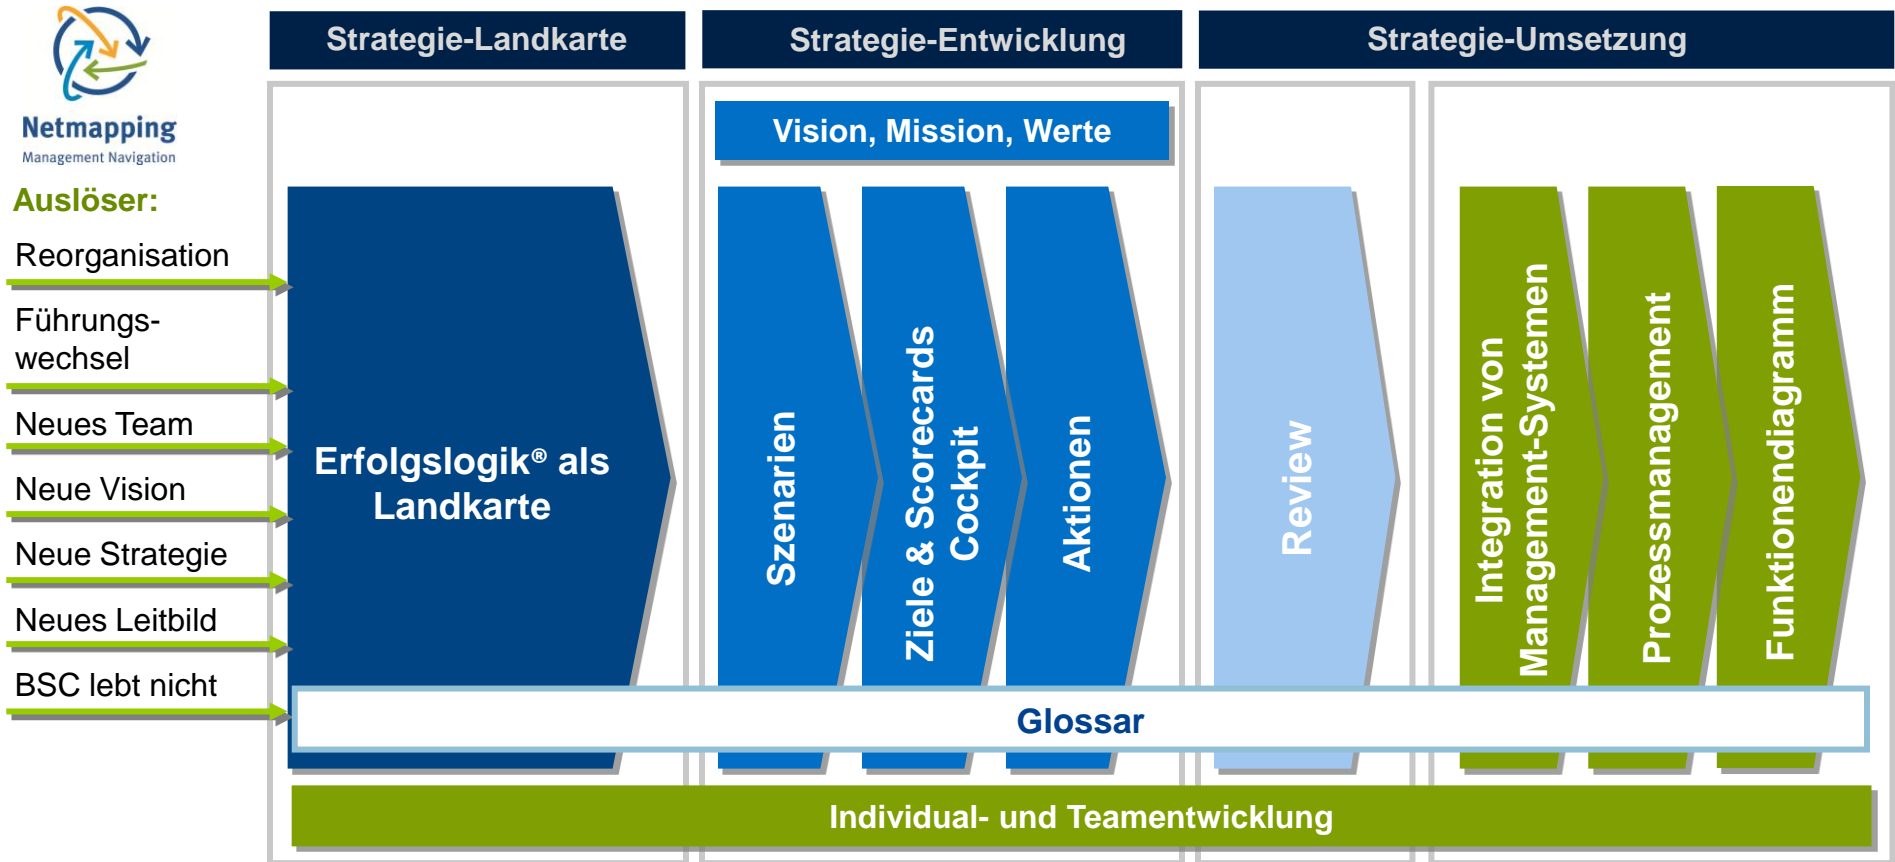 Netmapping
Management Navigation
Strategie-Landkarte
Strategie-Entwicklung
Strategie-Umsetzung
Auslöser:
Reorganisation
Führungs-
wechsel
Neues Team
Neue Vision
Neue Strategie
Neues Leitbild
BSC lebt nicht
Erfolgslogik® als
Landkarte
Vision, Mission, Werte
Szenarien
Ziele & Scorecards
Cockpit
Aktionen
Review
Integration von
Management-Systemen
Prozessmanagement
Funktionendiagramm
Glossar
Individual- und Teamentwicklung